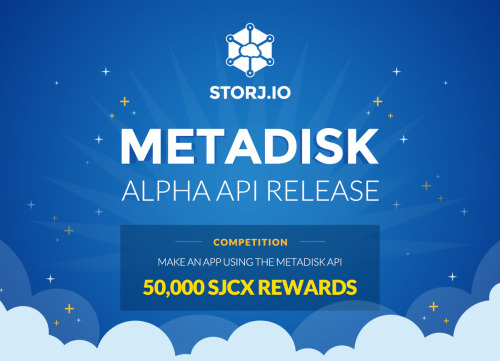 STORJ.IO
METADISK
ALPHA API RELEASE
COMPETITION
MAKE AN APP USING THE METADISK API
50,000 SJCX REWARDS